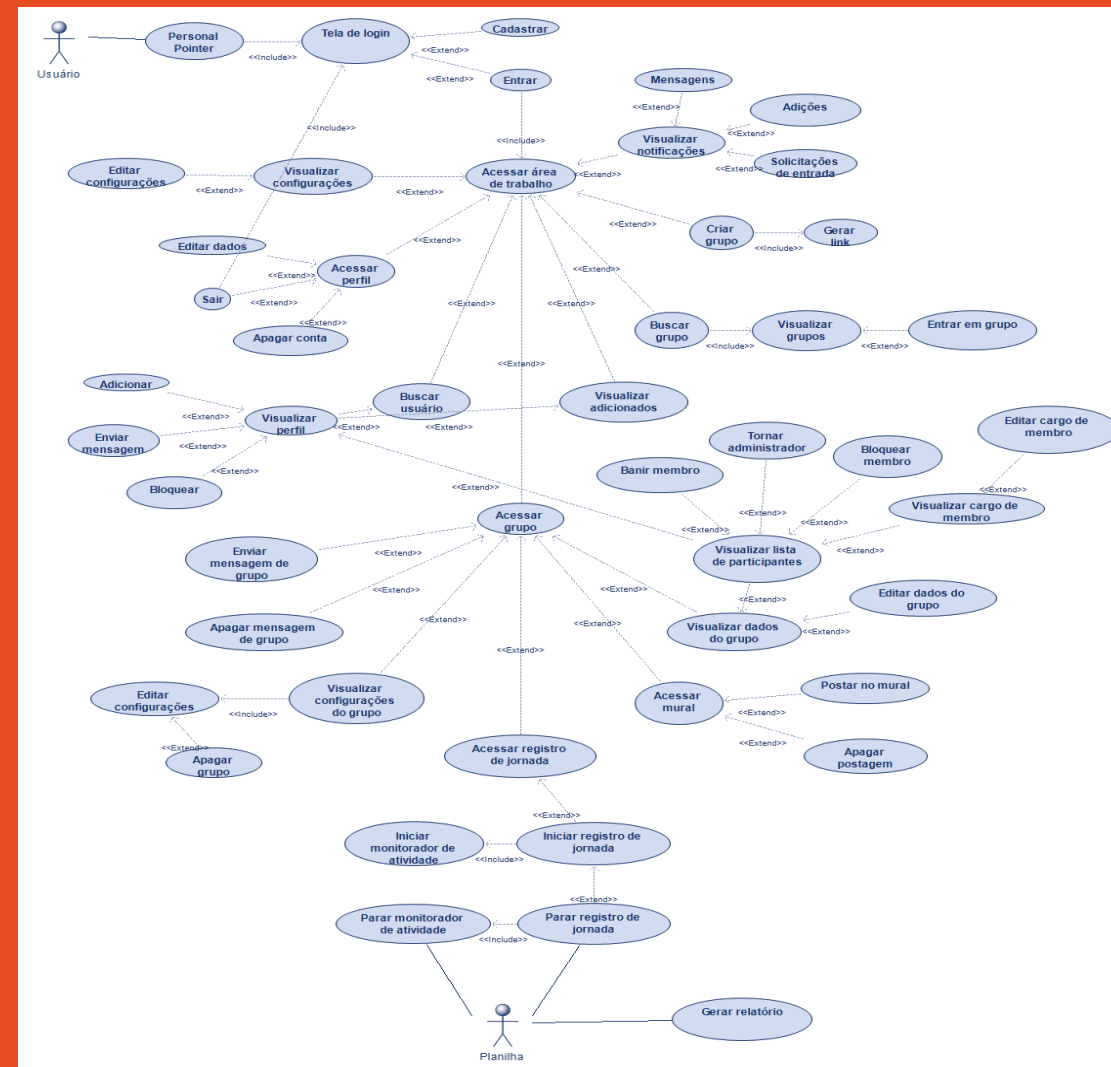 Usuário
Personal
Pointer
<<Include>>
Tela de login
<<Extend>>
Cadastrar
<<Extend>>
Entrar
<<Include>>
<<Include>>
Mensagens
<<Extend>>
Adições
<<Extend>>
Visualizar
notificações
Solicitações
de entrada
<<Extend>>
<<Extend>>
Editar
configurações
<<Extend>>
Visualizar
configurações
<<Extend>>
Acessar área
de trabalho
<<Extend>>
Criar
grupo
<<Include>>
Gerar
link
Editar dados
<<Extend>>
Acessar
perfil
<<Extend>>
Sair
<<Extend>>
<<Extend>>
Apagar conta
<<Extend>>
<<Extend>>
<<Extend>>
Buscar
grupo
<<Include>>
Visualizar
grupos
<<Extend>>
Entrar em grupo
<<Extend>>
Adicionar
<<Extend>>
Enviar
mensagem
<<Extend>>
Visualizar
perfil
<<Extend>>
Bloquear
<<Extend>>
Buscar
usuário
<<Extend>>
Visualizar
adicionados
<<Extend>>
Banir membro
<<Extend>>
Tornar
administrador
<<Extend>>
Bloquear
membro
<<Extend>>
Editar cargo de
membro
<<Extend>>
Visualizar cargo de
membro
<<Extend>>
Acessar
grupo
Visualizar lista
de participantes
<<Extend>>
Enviar
mensagem de
grupo
<<Extend>>
Apagar mensagem
de grupo
<<Extend>>
<<Extend>>
Visualizar dados
do grupo
<<Extend>>
Editar dados do
grupo
<<Extend>>
<<Extend>>
<<Extend>>
Editar
configurações
<<Include>>
Visualizar
configurações
do grupo
<<Extend>>
Apagar
grupo
Acessar
mural
<<Extend>>
Postar no mural
<<Extend>>
Apagar
postagem
Acessar registro
de jornada
<<Extend>>
Iniciar
monitorador de
atividade
<<Include>>
Iniciar registro de
jornada
<<Extend>>
Parar monitorador
de atividade
<<Include>>
Parar registro de
jornada
Planilha
Gerar relatório